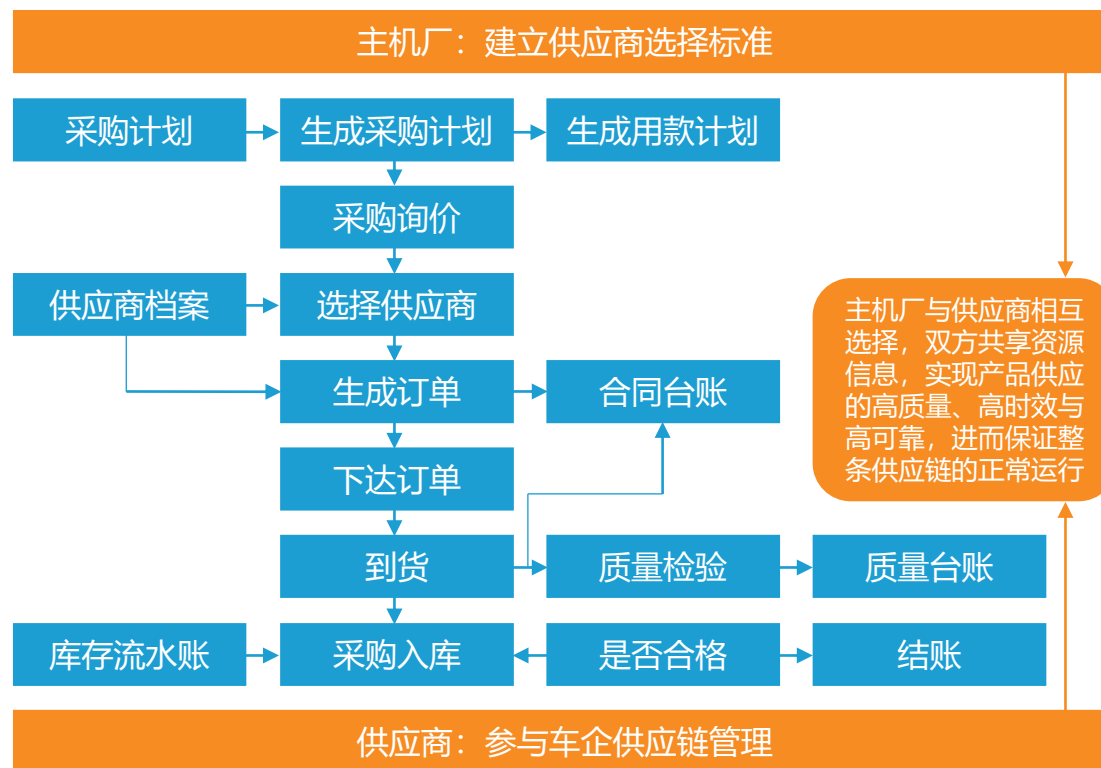 主机厂：建立供应商选择标准
采购计划
生成采购计划
生成用款计划
采购询价
供应商档案
选择供应商
生成订单
合同台账
主机厂与供应商相互
选择，双方共享资源
信息，实现产品供应
的高质量、高时效与
高可靠，进而保证整
条供应链的正常运行
下达订单
到货
质量检验
质量台账
库存流水账
采购入库
是否合格
结账
供应商：参与车企供应链管理